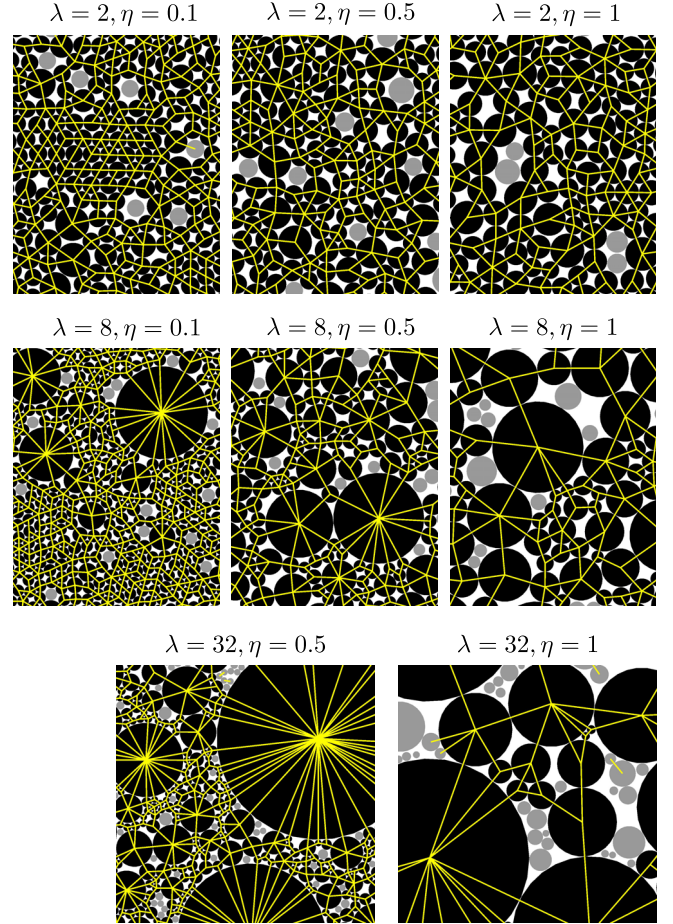 λ = 2, η = 0.1 λ = 2, η = 0.5 λ = 2, η = 1
λ = 8, η = 0.1 λ = 8, η = 0.5 λ = 8, η = 1
λ = 32, η = 0.5 λ = 32, η = 1